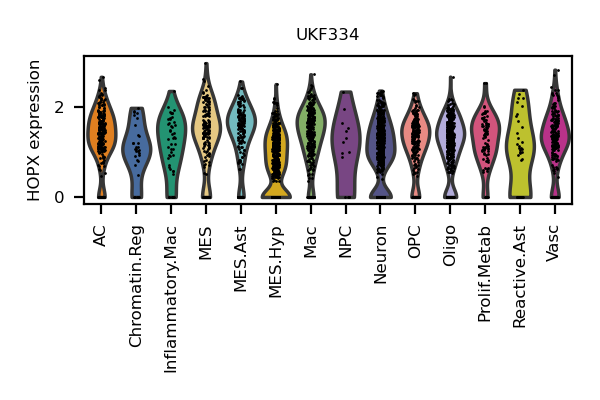 UKF334
HOPX expression
2
0
AC
Chromatin.Reg
Inflammatory.Mac
MES
MES.Ast
MES.Hyp
Mac
NPC
Neuron
OPC
Oligo
Prolif.Metab
Reactive.Ast
Vasc